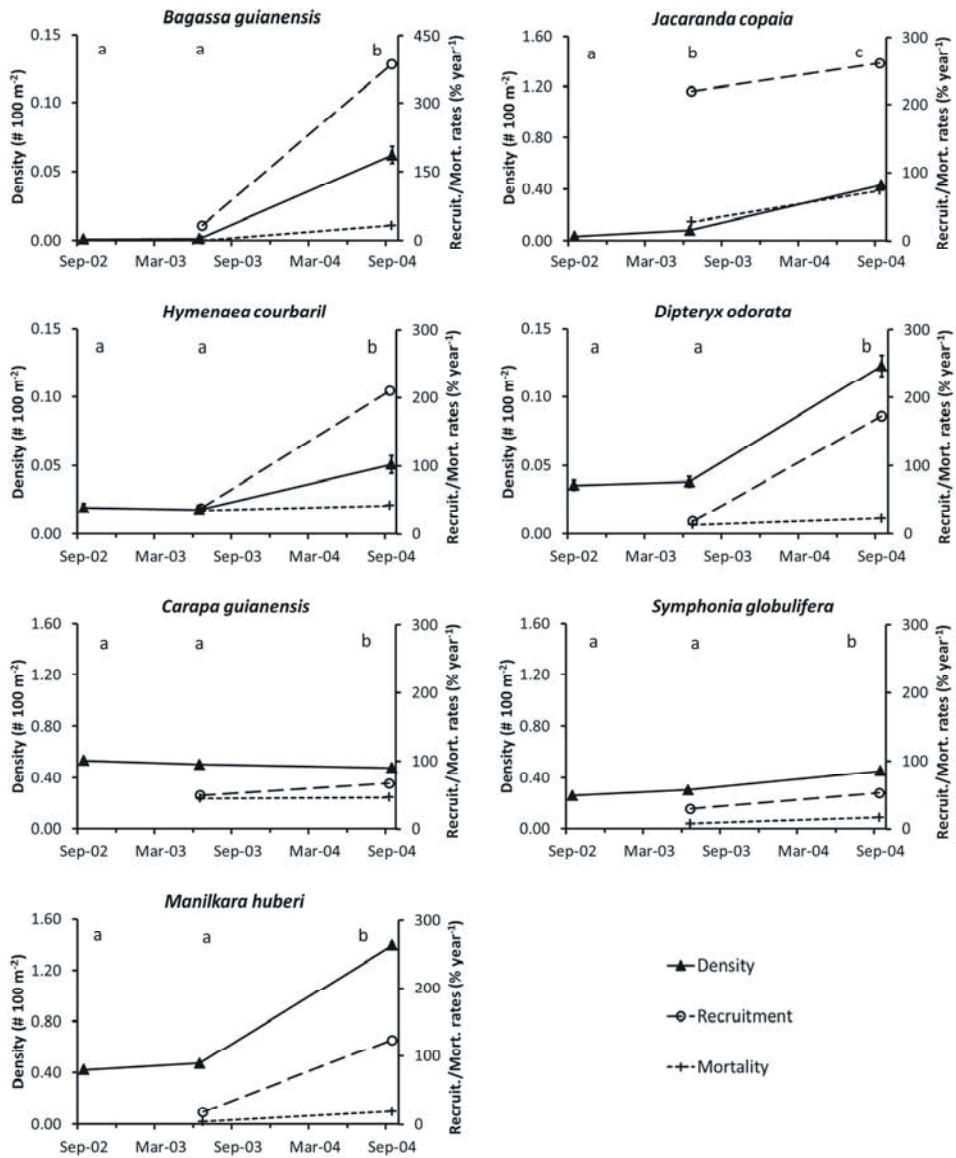 Bagassa guianensis
Density (# 100 m⁻²)
0.15
0.10
0.05
0.00
a a b
450
300
150
0
Recruit./Mort. rates (% year⁻¹)
Sep-02 Mar-03 Sep-03 Mar-04 Sep-04
Jacaranda copaia
Density (# 100 m⁻²)
1.60
1.20
0.80
0.40
0.00
a b c
300
200
100
0
Recruit./Mort. rates (% year⁻¹)
Sep-02 Mar-03 Sep-03 Mar-04 Sep-04
Hymenaea courbaril
Density (# 100 m⁻²)
0.15
0.10
0.05
0.00
a a b
300
200
100
0
Recruit./Mort. rates (% year⁻¹)
Sep-02 Mar-03 Sep-03 Mar-04 Sep-04
Dipteryx odorata
Density (# 100 m⁻²)
0.15
0.10
0.05
0.00
a a b
300
200
100
0
Recruit./Mort. rates (% year⁻¹)
Sep-02 Mar-03 Sep-03 Mar-04 Sep-04
Carapa guianensis
Density (# 100 m⁻²)
1.60
1.20
0.80
0.40
0.00
a a b
300
200
100
0
Recruit./Mort. rates (% year⁻¹)
Sep-02 Mar-03 Sep-03 Mar-04 Sep-04
Symphonia globulifera
Density (# 100 m⁻²)
1.60
1.20
0.80
0.40
0.00
a a b
300
200
100
0
Recruit./Mort. rates (% year⁻¹)
Sep-02 Mar-03 Sep-03 Mar-04 Sep-04
Manilkara huberi
Density (# 100 m⁻²)
1.60
1.20
0.80
0.40
0.00
a a b
300
200
100
0
Recruit./Mort. rates (% year⁻¹)
Sep-02 Mar-03 Sep-03 Mar-04 Sep-04
Density
Recruitment
Mortality